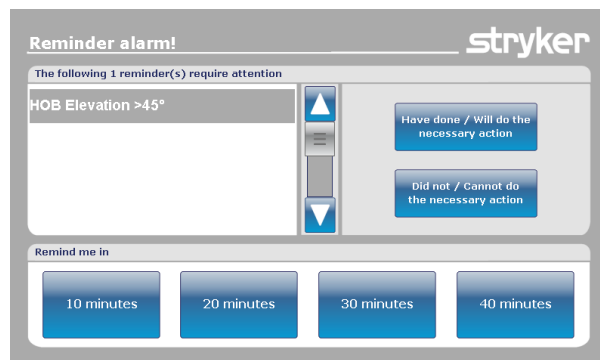 Reminder alarm!
stryker
The following 1 reminder(s) require attention
HOB Elevation >45°
Have done / Will do the
necessary action
Did not / Cannot do
the necessary action
Remind me in
10 minutes
20 minutes
30 minutes
40 minutes